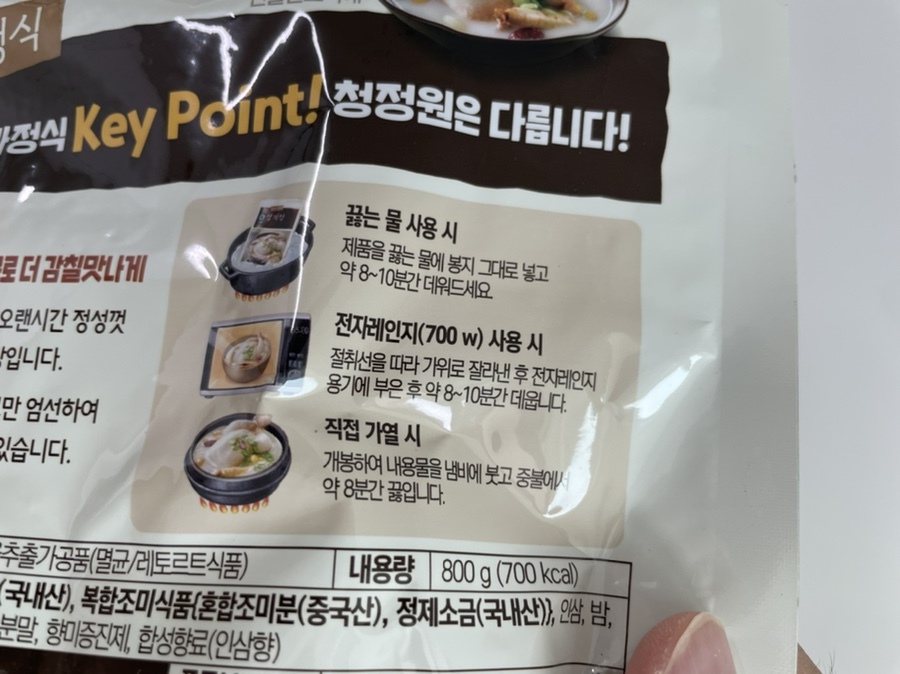 정식
가정식 Key Point! 청정원은 다릅니다!
로 더 감칠맛나게
오랜시간 정성껏
입니다.
만 엄선하여
있습니다.
끓는 물 사용 시
제품을 끓는 물에 봉지 그대로 넣고
약 8~10분간 데워드세요
전자레인지(700 w) 사용 시
절취선을 따라 가위로 잘라낸 후 전자레인지
용기에 부은 후 약 8~10분간 데웁니다.
직접 가열 시
개봉하여 내용물을 냄비에 붓고 중불에서
약 8분간 끓입니다.
추출가공품(멸균/레토르트식품) 내용량 800 g (700 kcal)
(국내산), 복합조미식품{혼합조미분(중국산), 정제소금(국내산)}, 인삼, 밤,
분말, 향미증진제, 합성향료(인삼향)